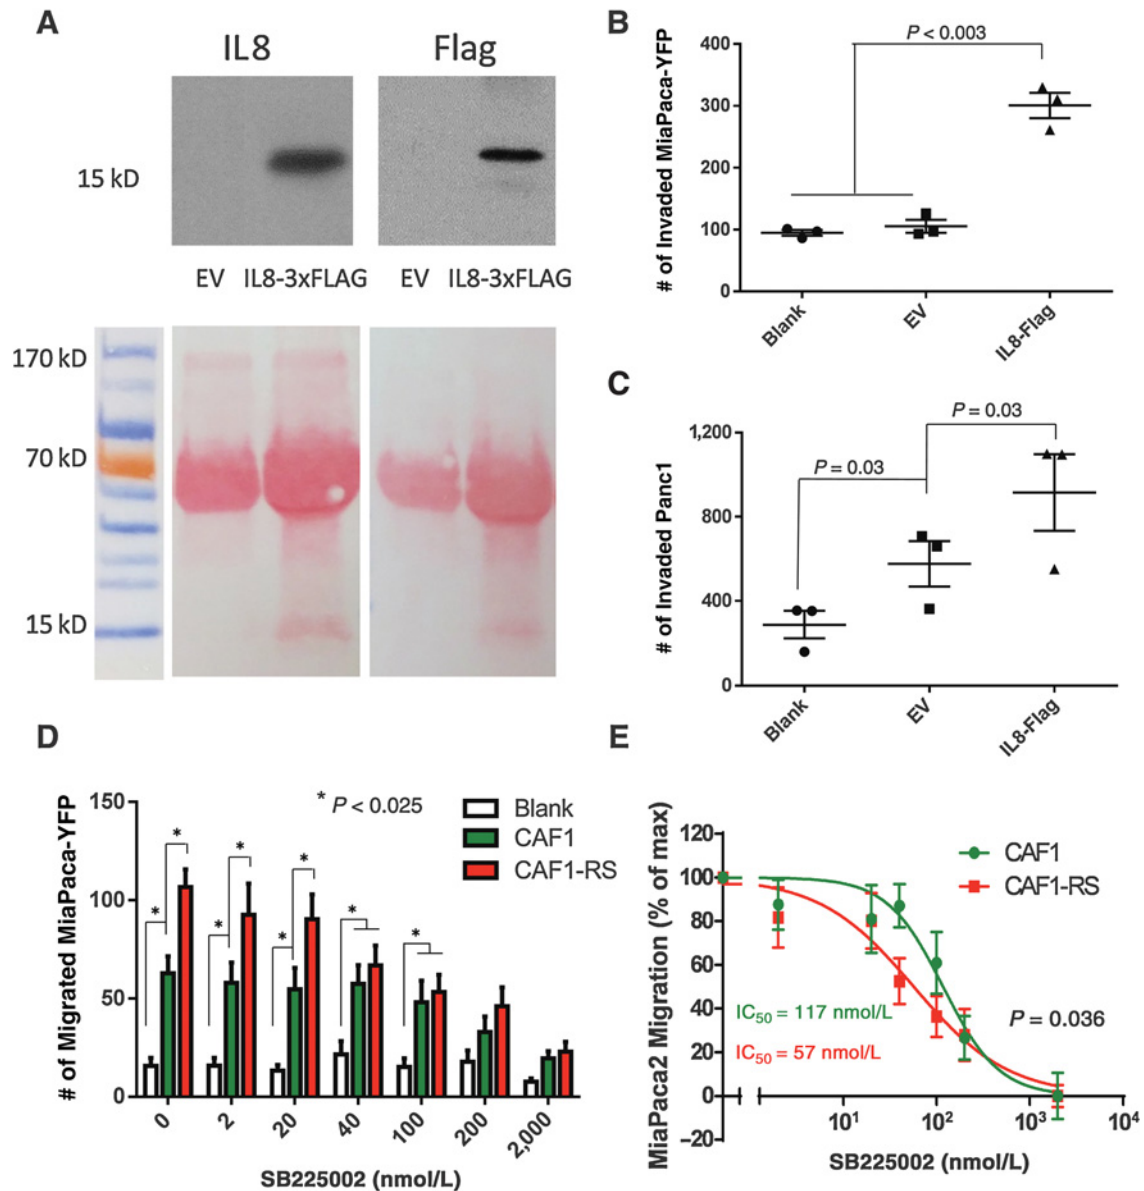 A
IL8 Flag
15 kD
EV IL8-3xFLAG EV IL8-3xFLAG
170 kD
70 kD
15 kD
B
P < 0.003
# of Invaded MiaPaca-YFP
400
300
200
100
0
Blank
EV
IL8-Flag
C
P = 0.03
P = 0.03
# of Invaded Panc1
1,200
800
400
0
Blank
EV
IL8-Flag
D
# of Migrated MiaPaca-YFP
150
100
50
0
* P < 0.025
Blank
CAF1
CAF1-RS
* * * * * * * *
0 2 20 40 100 200 2,000
SB225002 (nmol/L)
E
MiaPaca2 Migration (% of max)
120
100
80
60
40
20
0
−20
CAF1
CAF1-RS
IC50 = 117 nmol/L
IC50 = 57 nmol/L
P = 0.036
10¹ 10² 10³ 10⁴
SB225002 (nmol/L)